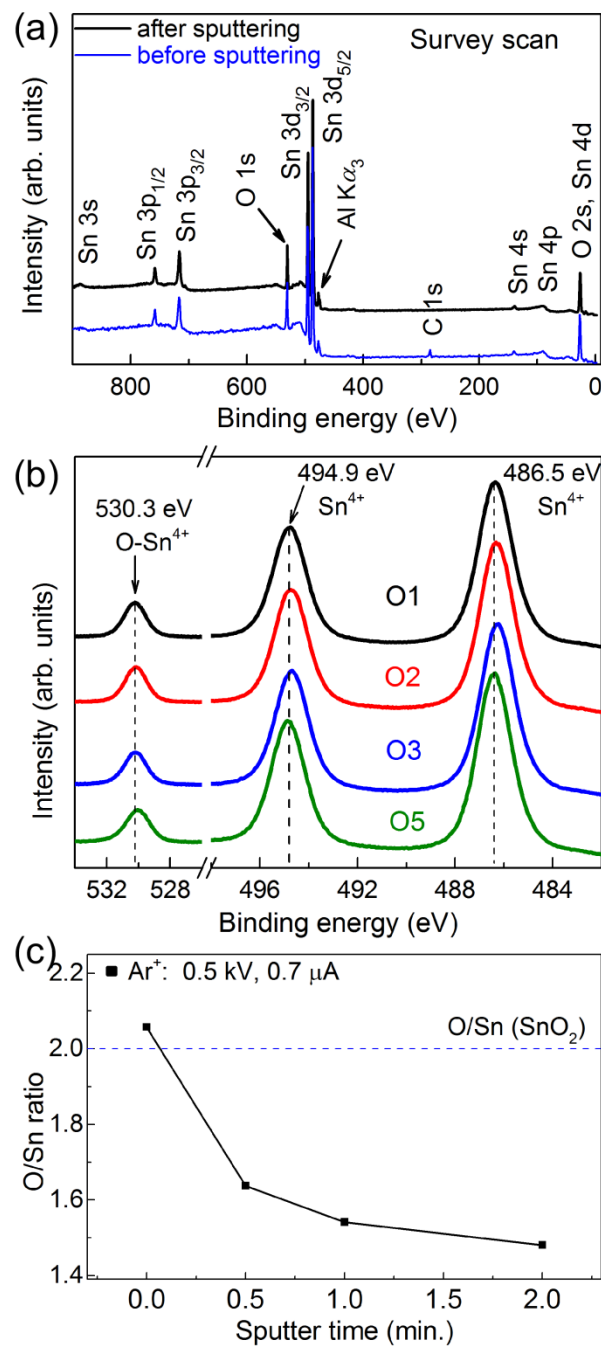 (a)
after sputtering
before sputtering
Survey scan
Sn 3s
Sn 3p1/2
Sn 3p3/2
O 1s
Sn 3d3/2
Sn 3d5/2
Al Kα3
C 1s
Sn 4s
Sn 4p
O 2s, Sn 4d
Intensity (arb. units)
800 600 400 200 0
Binding energy (eV)
(b)
530.3 eV
O-Sn⁴⁺
494.9 eV
Sn⁴⁺
486.5 eV
Sn⁴⁺
O1
O2
O3
O5
Intensity (arb. units)
530 528 496 492 488 484
Binding energy (eV)
(c)
Ar⁺: 0.5 kV, 0.7 μA
O/Sn (SnO₂)
2.2
2.0
1.8
1.6
1.4
O/Sn ratio
0.0 0.5 1.0 1.5 2.0
Sputter time (min.)